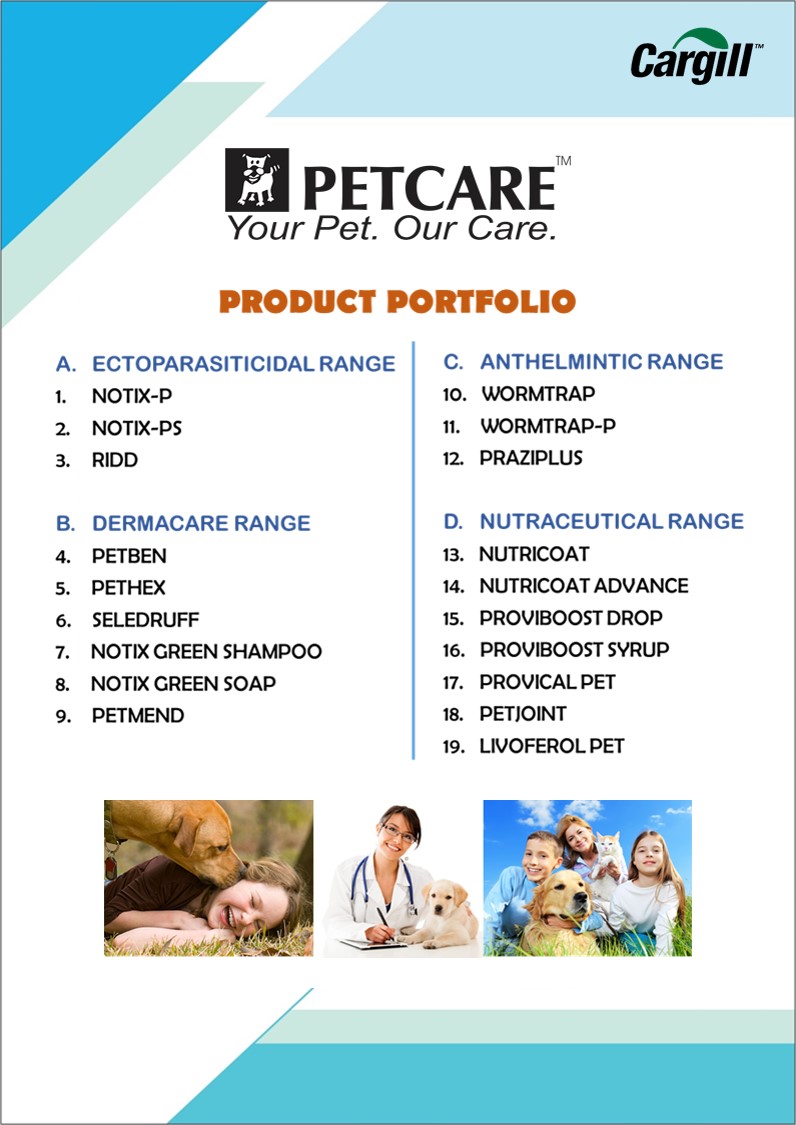 Cargill™
PETCARE™
Your Pet. Our Care.
PRODUCT PORTFOLIO
A. ECTOPARASITICIDAL RANGE
1. NOTIX-P
2. NOTIX-PS
3. RIDD
B. DERMACARE RANGE
4. PETBEN
5. PETHEX
6. SELEDRUFF
7. NOTIX GREEN SHAMPOO
8. NOTIX GREEN SOAP
9. PETMEND
C. ANTHELMINTIC RANGE
10. WORMTRAP
11. WORMTRAP-P
12. PRAZIPLUS
D. NUTRACEUTICAL RANGE
13. NUTRICOAT
14. NUTRICOAT ADVANCE
15. PROVIBOOST DROP
16. PROVIBOOST SYRUP
17. PROVICAL PET
18. PETJOINT
19. LIVOFEROL PET